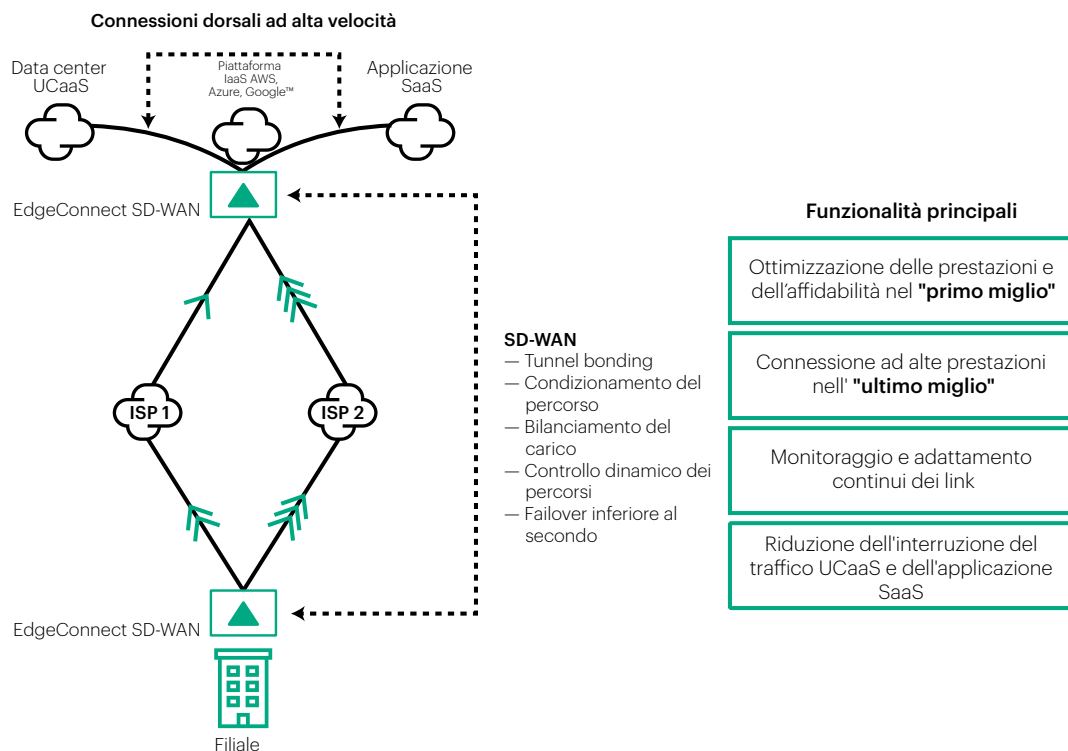 Connessioni dorsali ad alta velocità
Data center
UCaaS
Piattaforma
IaaS AWS,
Azure, Google™
Applicazione
SaaS
EdgeConnect SD-WAN
ISP 1
ISP 2
SD-WAN
— Tunnel bonding
— Condizionamento del
percorso
— Bilanciamento del
carico
— Controllo dinamico dei
percorsi
— Failover inferiore al
secondo
EdgeConnect SD-WAN
Filiale
Funzionalità principali
Ottimizzazione delle prestazioni e
dell’affidabilità nel "primo miglio"
Connessione ad alte prestazioni
nell' "ultimo miglio"
Monitoraggio e adattamento
continui dei link
Riduzione dell'interruzione del
traffico UCaaS e dell'applicazione
SaaS